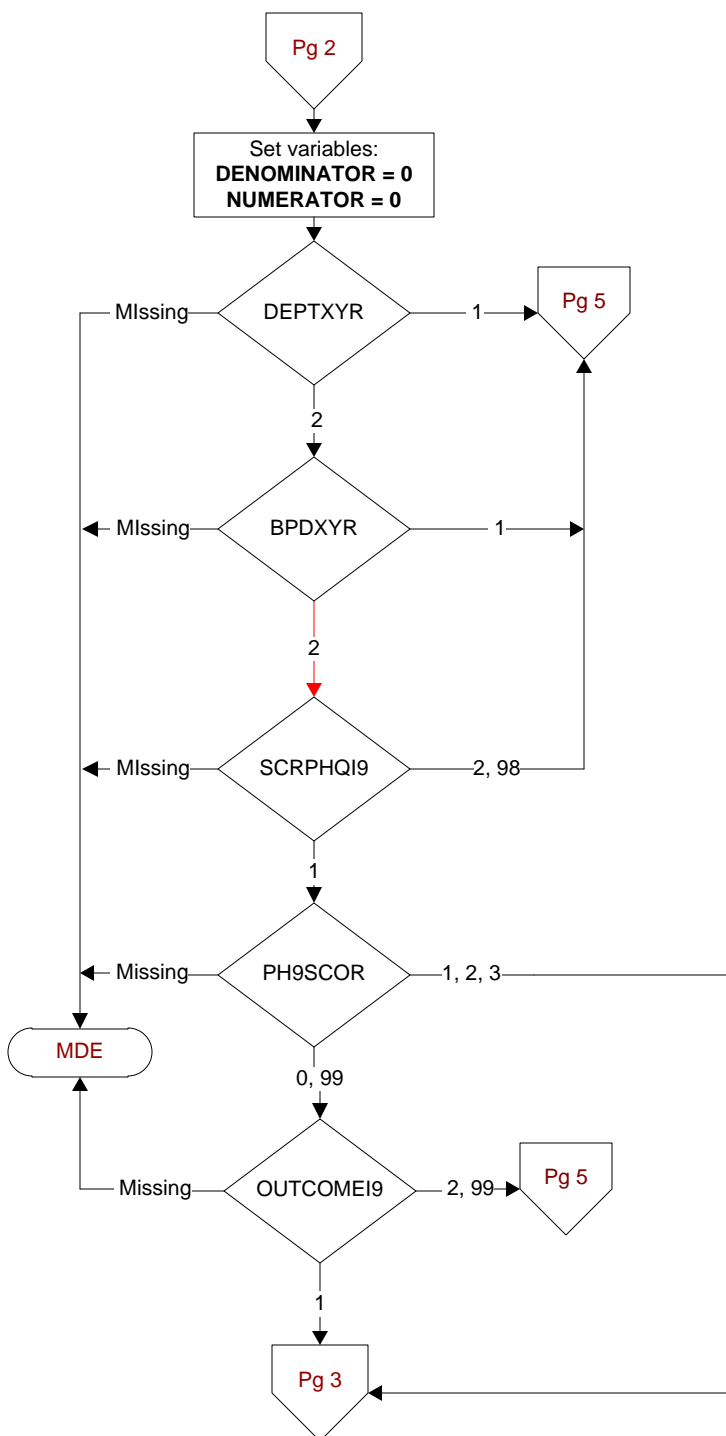 Pg 2
Set variables:
DENOMINATOR = 0
NUMERATOR = 0
MIssing
DEPTXYR
1
Pg 5
2
MIssing
BPDXYR
1
2
MIssing
SCRPHQI9
2, 98
1
Missing
PH9SCOR
1, 2, 3
MDE
0, 99
Missing
OUTCOMEI9
2, 99
Pg 5
1
Pg 3